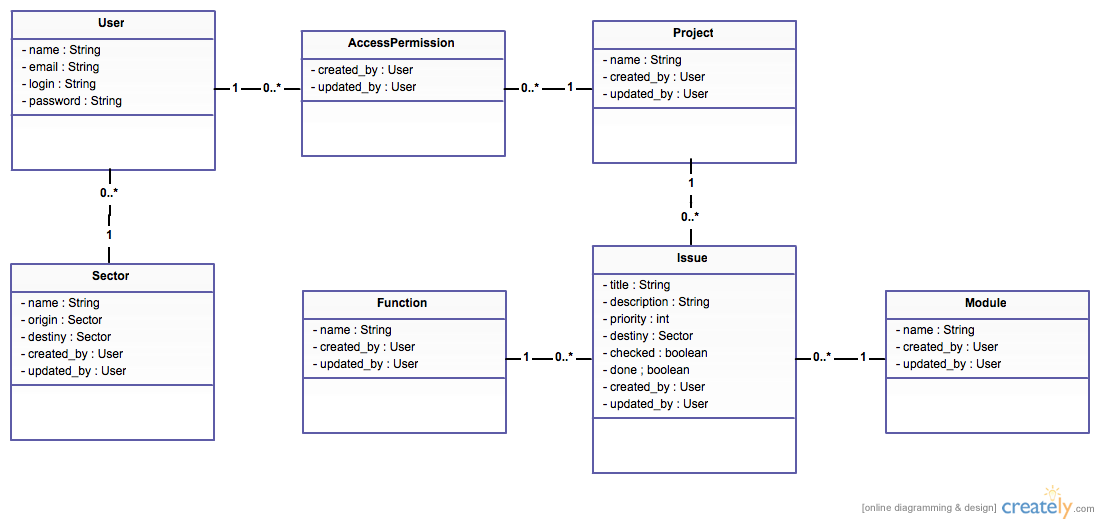 User
- name : String
- email : String
- login : String
- password : String
AccessPermission
- created_by : User
- updated_by : User
Project
- name : String
- created_by : User
- updated_by : User
1 0..*
0..* 1
0..*
1
1
0..*
Sector
- name : String
- origin : Sector
- destiny : Sector
- created_by : User
- updated_by : User
Function
- name : String
- created_by : User
- updated_by : User
1 0..*
Issue
- title : String
- description : String
- priority : int
- destiny : Sector
- checked : boolean
- done ; boolean
- created_by : User
- updated_by : User
0..* 1
Module
- name : String
- created_by : User
- updated_by : User
[online diagramming & design] creately.com